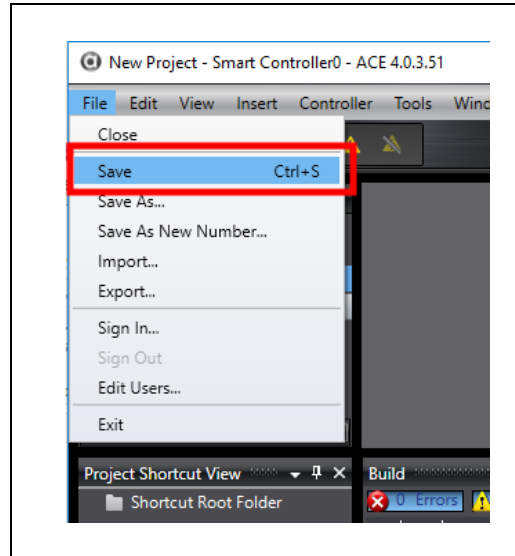 New Project - Smart Controller0 - ACE 4.0.3.51
File Edit View Insert Controller Tools
Close
Save Ctrl+S
Save As...
Save As New Number...
Import...
Export...
Sign In...
Sign Out
Edit Users...
Exit
Project Shortcut View Build
Shortcut Root Folder 0 Errors